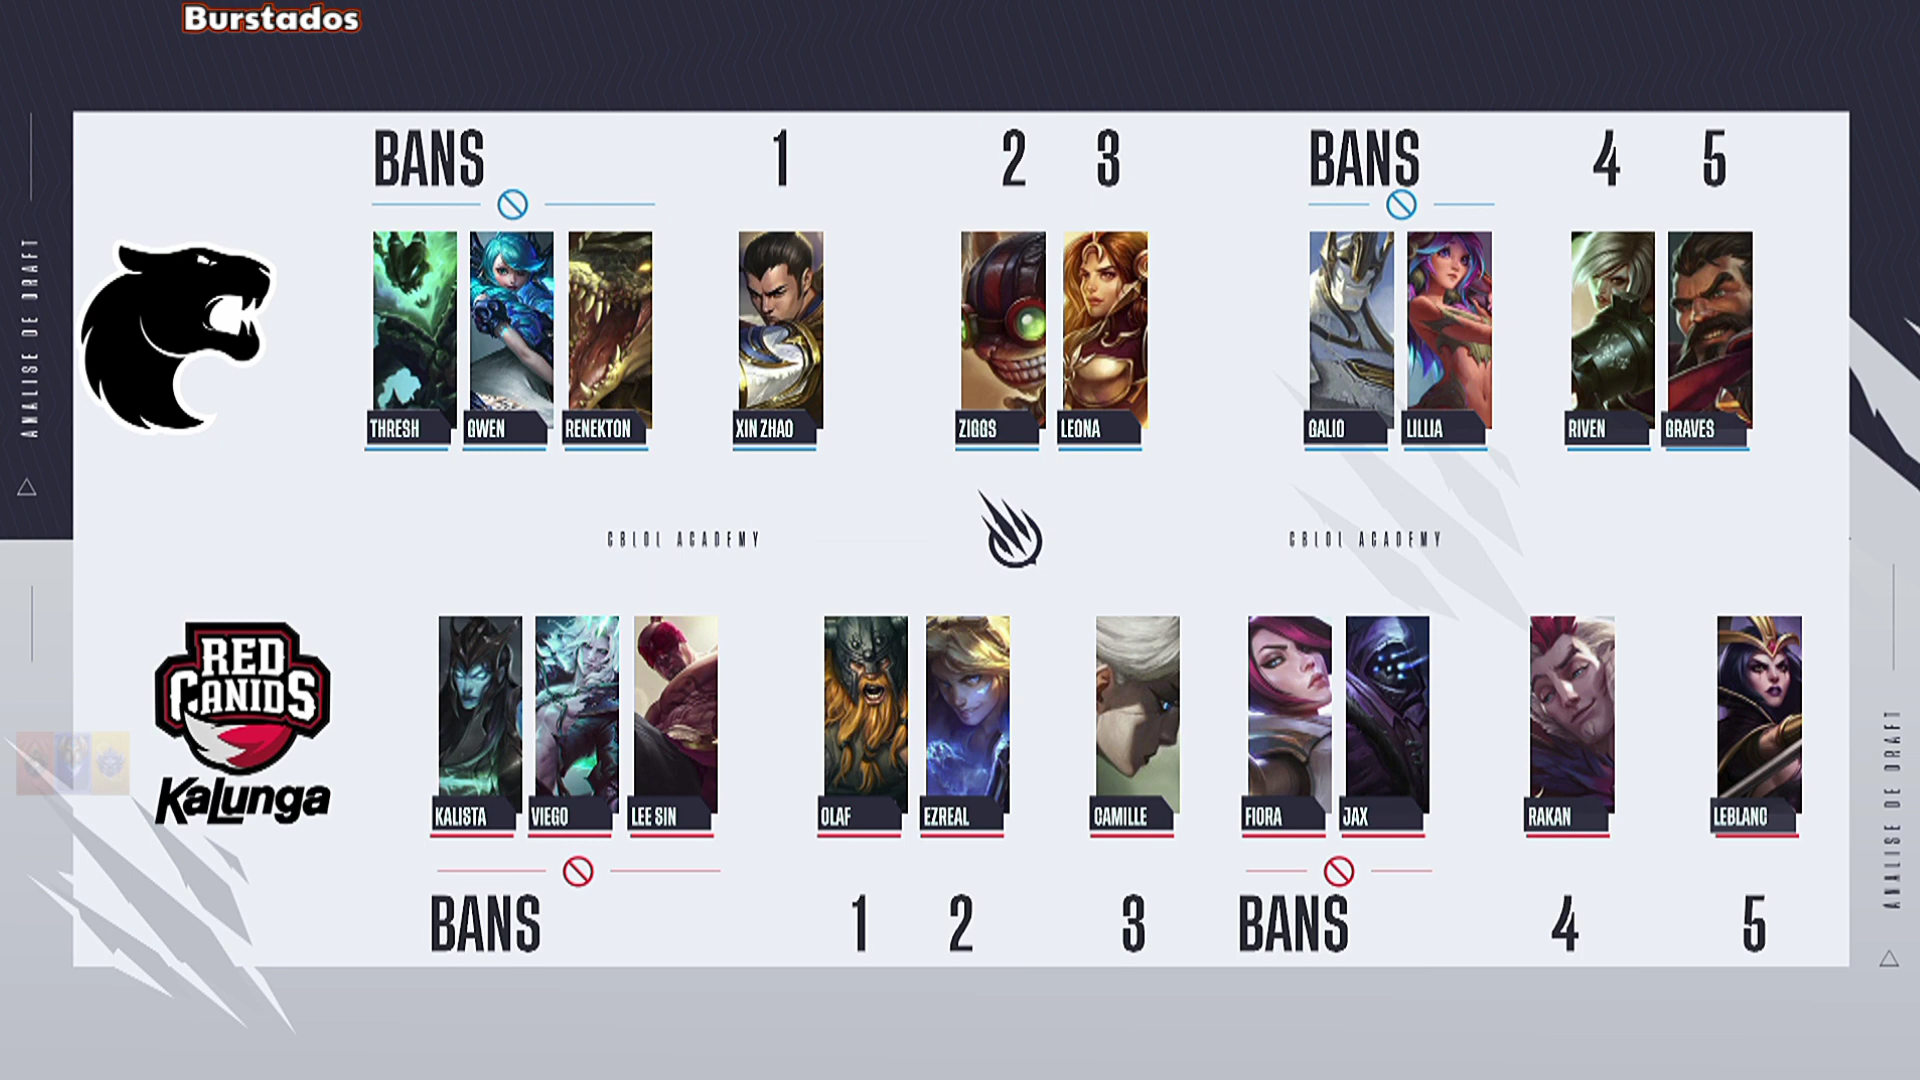 Burstados
BANS 1 2 3 BANS 4 5
THRESH GWEN RENEKTON XIN ZHAO ZIGGS LEONA GALIO LILLIA RIVEN GRAVES
ANALISE DE DRAFT
CBLOL ACADEMY CBLOL ACADEMY
RED
CANIDS
Kalunga
KALISTA VIEGO LEE SIN OLAF EZREAL CAMILLE FIORA JAX RAKAN LEBLANC
BANS 1 2 3 BANS 4 5
ANALISE DE DRAFT